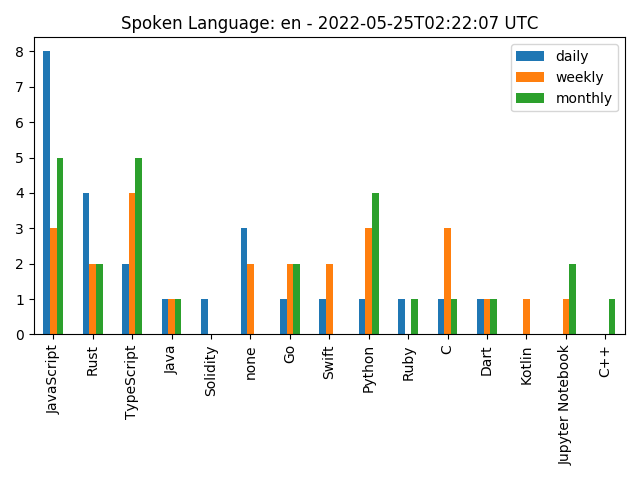 Spoken Language: en - 2022-05-25T02:22:07 UTC
daily
weekly
monthly
8
7
6
5
4
3
2
1
0
JavaScript
Rust
TypeScript
Java
Solidity
none
Go
Swift
Python
Ruby
C
Dart
Kotlin
Jupyter Notebook
C++